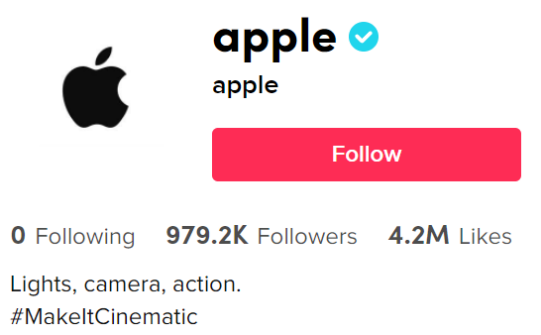 apple
apple
Follow
0 Following 979.2K Followers 4.2M Likes
Lights, camera, action.
#MakeItCinematic